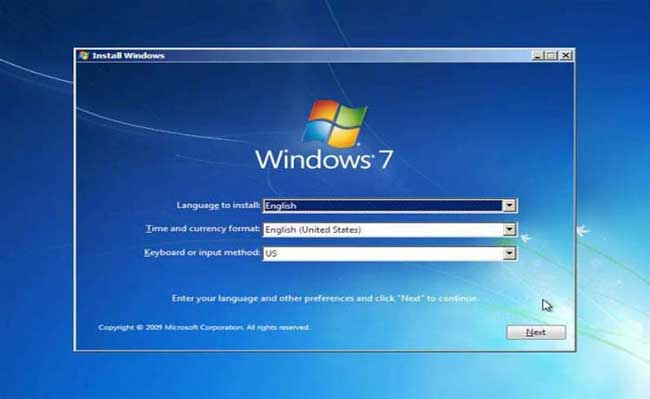 Install Windows
Windows 7
Language to install: English
Time and currency format: English (United States)
Keyboard or input method: US
Enter your language and other preferences and click "Next" to continue.
Copyright © 2009 Microsoft Corporation. All rights reserved.
Next